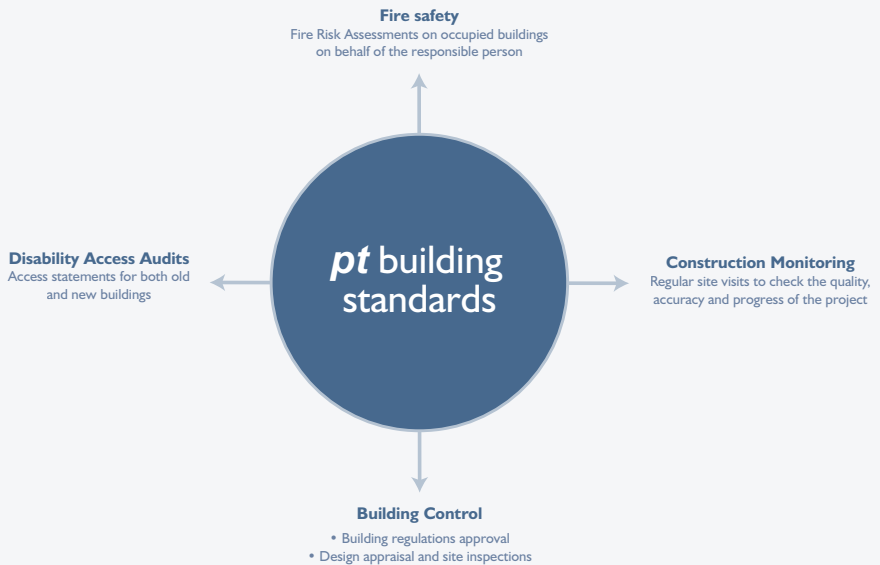 Fire safety
Fire Risk Assessments on occupied buildings
on behalf of the responsible person
Disability Access Audits
Access statements for both old
and new buildings
pt building
standards
Construction Monitoring
Regular site visits to check the quality,
accuracy and progress of the project
Building Control
• Building regulations approval
• Design appraisal and site inspections